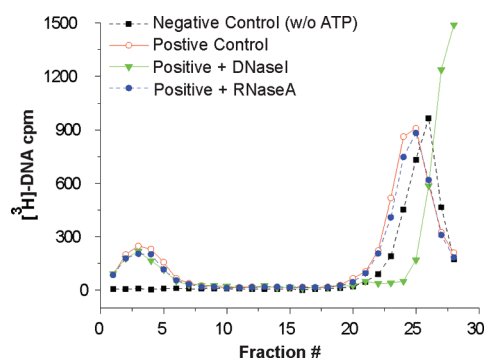 Negative Control (w/o ATP)
Postive Control
Positive + DNaseI
Positive + RNaseA
1500
1200
900
600
300
0
[³H]-DNA cpm
0 5 10 15 20 25 30
Fraction #